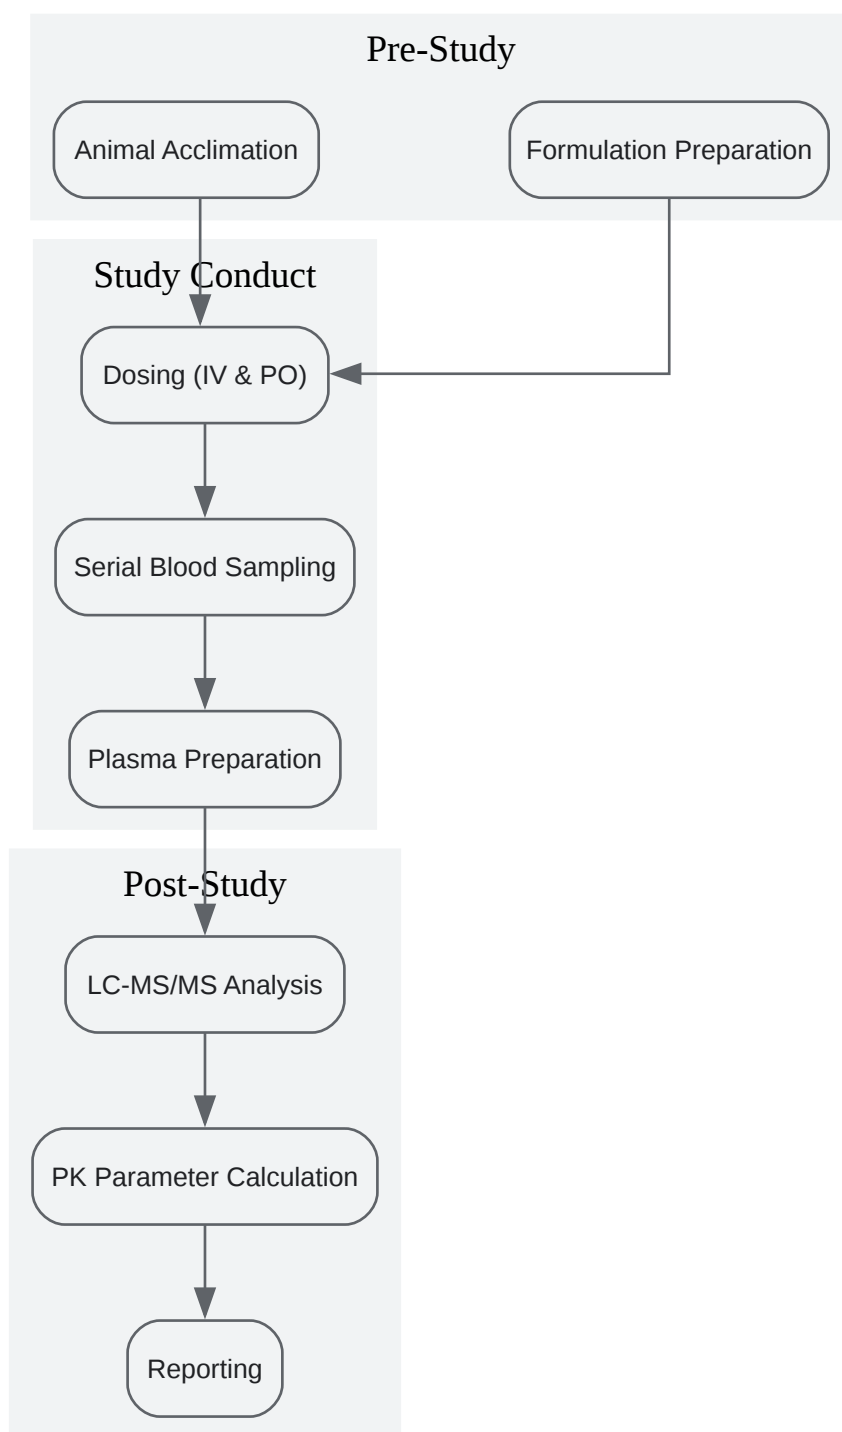 Pre-Study
Animal Acclimation
Formulation Preparation
Study Conduct
Dosing (IV & PO)
Serial Blood Sampling
Plasma Preparation
Post-Study
LC-MS/MS Analysis
PK Parameter Calculation
Reporting